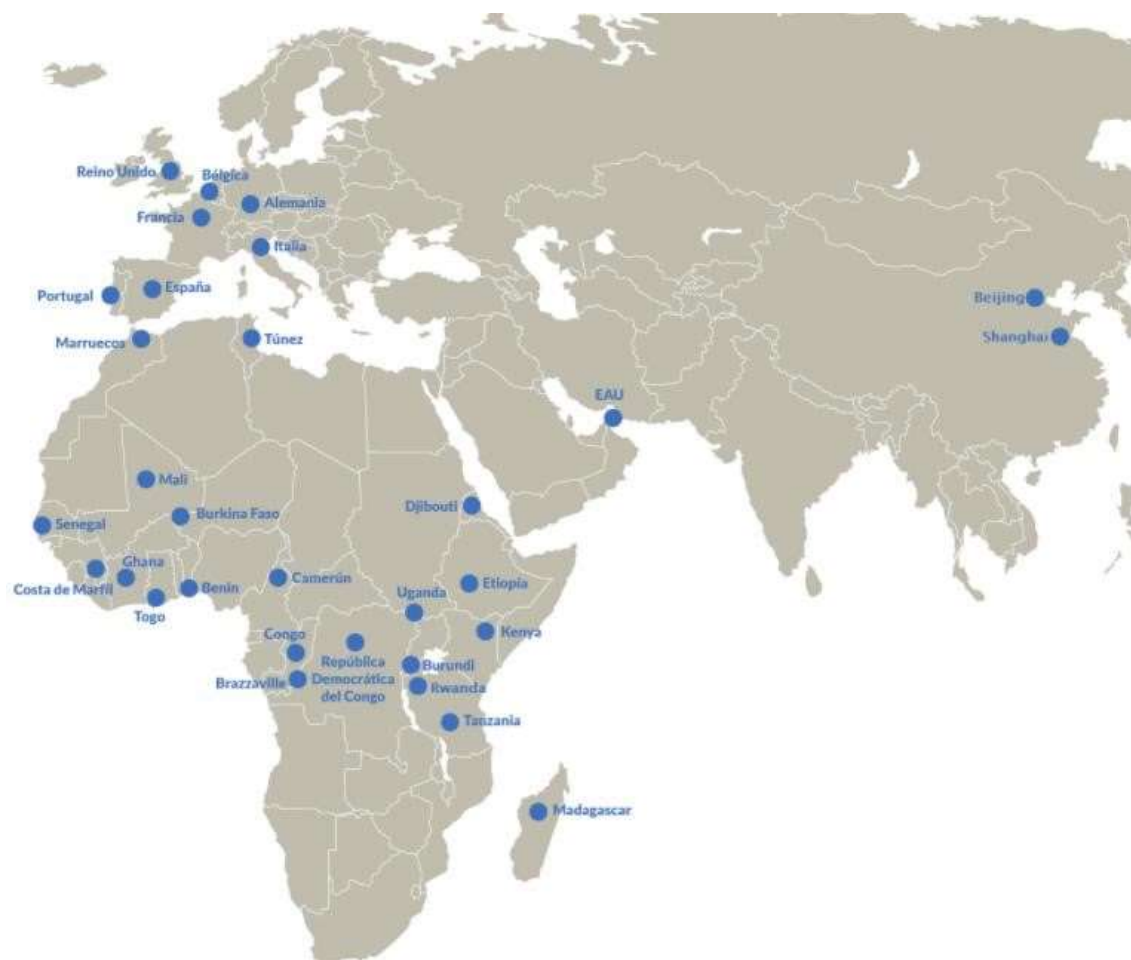 Reino Unido
Bélgica
Alemania
Francia
Italia
España
Portugal
Beijing
Marruecos
Túnez
Shanghai
EAU
Mali
Djibouti
Burkina Faso
Senegal
Ghana
Camerún
Etiopía
Costa de Marfil
Benin
Uganda
Togo
Kenya
Congo
República
Democrática
del Congo
Burundi
Brazzaville
Rwanda
Tanzania
Madagascar